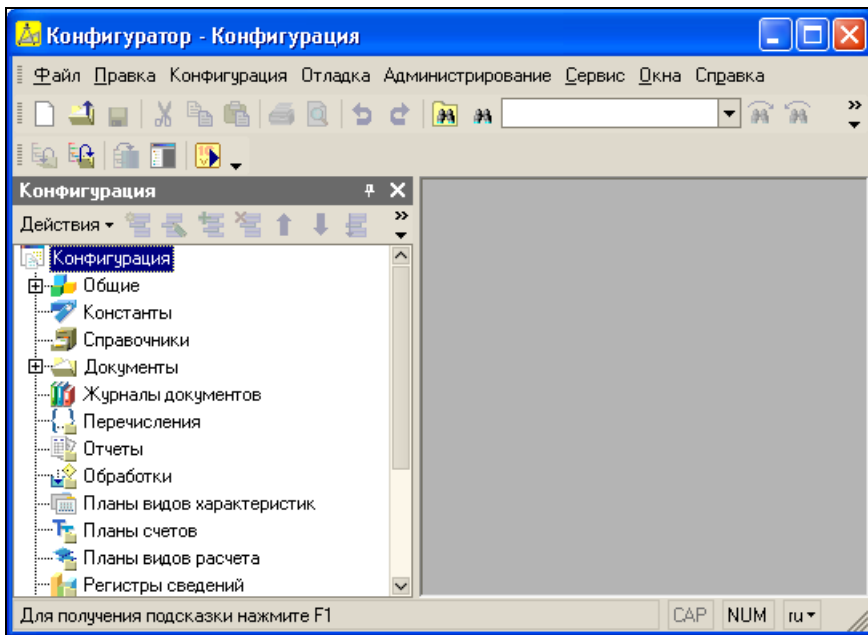 Конфигуратор - Конфигурация
Файл Правка Конфигурация Отладка Администрирование Сервис Окна Справка
Конфигурация
Действия
Конфигурация
Общие
Константы
Справочники
Документы
Журналы документов
Перечисления
Отчеты
Обработки
Планы видов характеристик
Планы счетов
Планы видов расчета
Регистры сведений
Для получения подсказки нажмите F1 CAP NUM ru